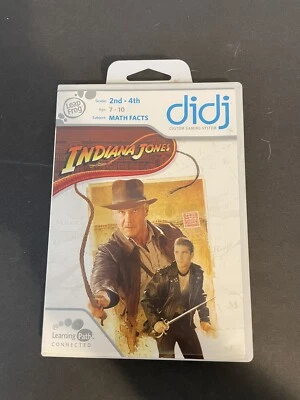 Leap
Frog
Grade: 2nd - 4th
Age: 7 - 10
Subject: MATH FACTS
didj
CUSTOM GAMING SYSTEM
INDIANA JONES
Learning Path
CONNECTED